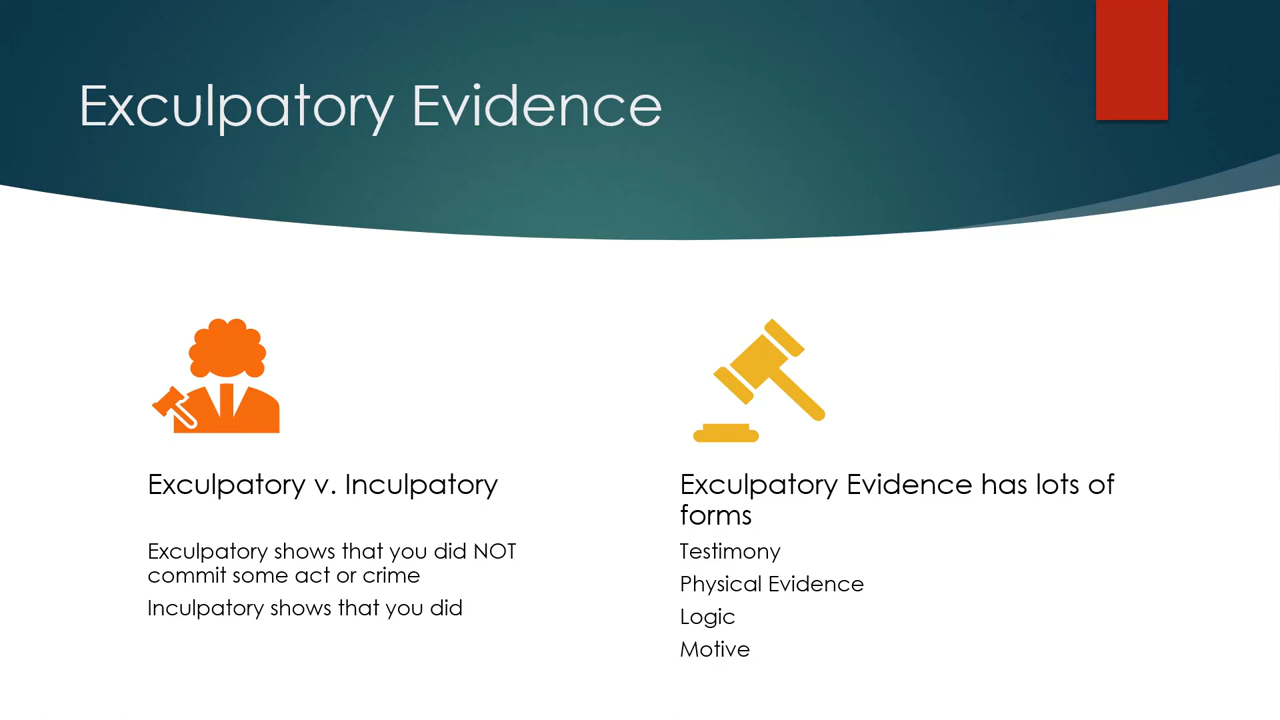 Exculpatory Evidence
Exculpatory v. Inculpatory
Exculpatory shows that you did NOT
commit some act or crime
Inculpatory shows that you did
Exculpatory Evidence has lots of
forms
Testimony
Physical Evidence
Logic
Motive